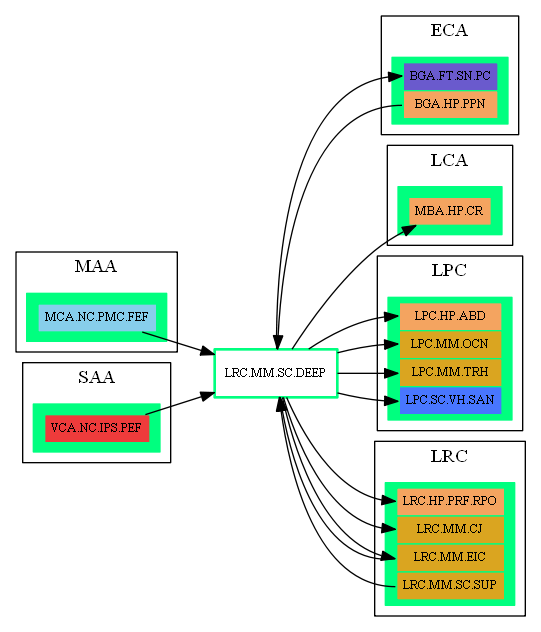 ECA
BGA.FT.SN.PC
BGA.HP.PPN
LCA
MBA.HP.CR
MAA
MCA.NC.PMC.FEF
LPC
LPC.HP.ABD
LPC.MM.OCN
LPC.MM.TRH
LPC.SC.VH.SAN
SAA
VCA.NC.IPS.PEF
LRC.MM.SC.DEEP
LRC
LRC.HP.PRF.RPO
LRC.MM.CJ
LRC.MM.EIC
LRC.MM.SC.SUP